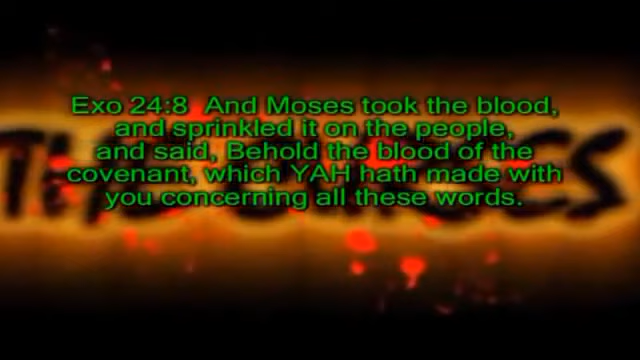 Exo 24:8  And Moses took the blood,
and sprinkled it on the people,
and said, Behold the blood of the
covenant, which YAH hath made with
you concerning all these words.
THE